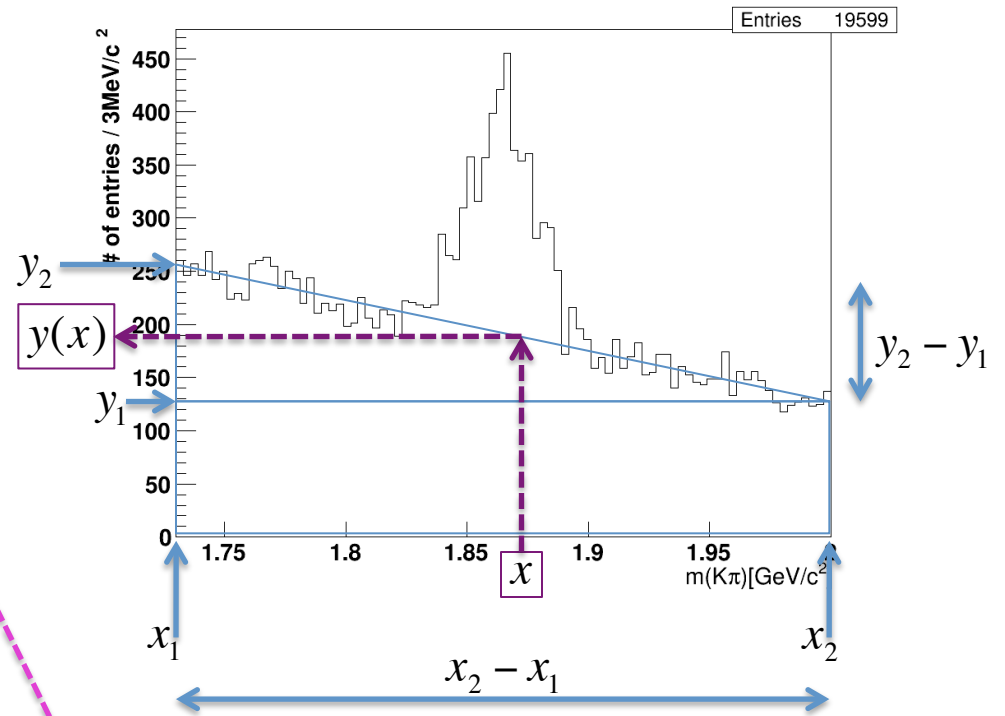 Entries 19599
# of entries / 3MeV/c²
450
400
350
300
250
200
150
100
50
0
y₂
y(x)
y₁
y₂ − y₁
1.75 1.8 1.85 1.9 1.95 2
m(Kπ)[GeV/c²
x
x₁
x₂
x₂ − x₁